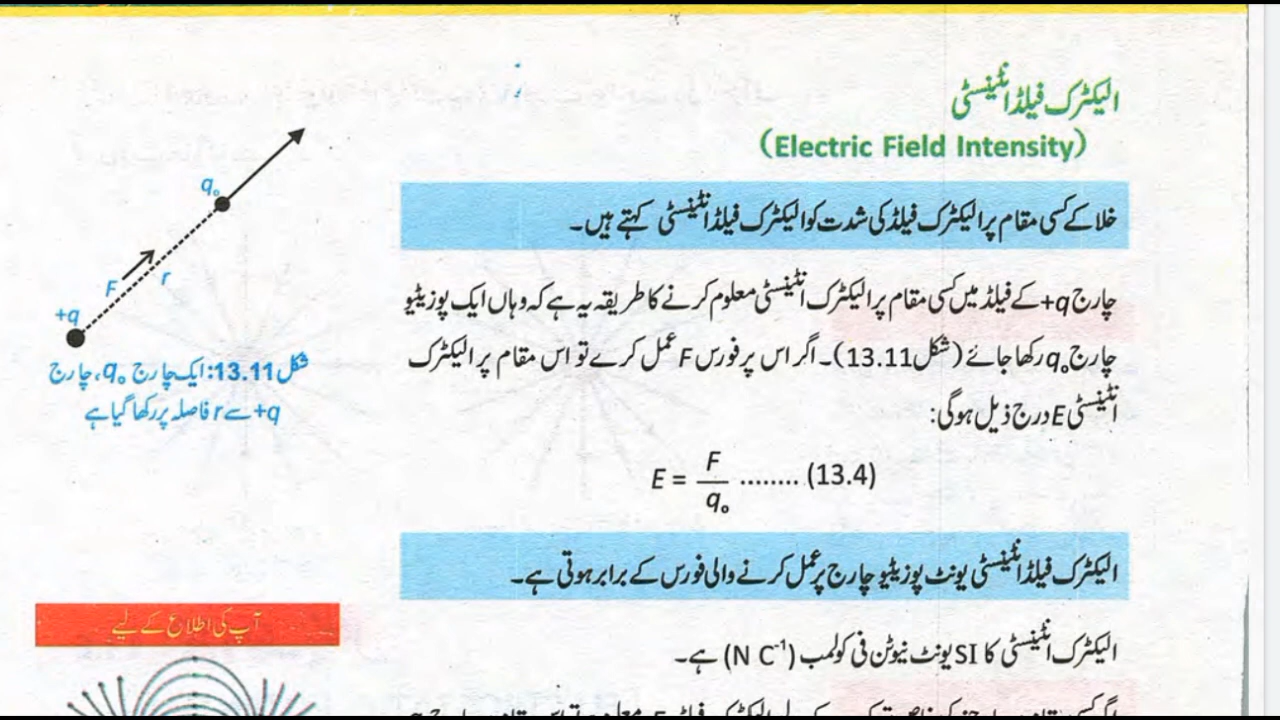 الیکٹرک فیلڈ انٹینسٹی
(Electric Field Intensity)
خلا کے کسی مقام پر الیکٹرک فیلڈ کی شدت کو الیکٹرک فیلڈ انٹینسٹی کہتے ہیں۔
چارج +q کے فیلڈ میں کسی مقام پر الیکٹرک انٹینسٹی معلوم کرنے کا طریقہ یہ ہے کہ وہاں ایک پوزیٹیو
چارج q₀ رکھا جائے (شکل 13.11)۔ اگر اس پر فورس F عمل کرے تو اس مقام پر الیکٹرک
انٹینسٹی E درج ذیل ہوگی:
E = F / q₀ ........ (13.4)
الیکٹرک فیلڈ انٹینسٹی یونٹ پوزیٹیو چارج پر عمل کرنے والی فورس کے برابر ہوتی ہے۔
الیکٹرک انٹینسٹی کا SI یونٹ نیوٹن فی کولمب (N C⁻¹) ہے۔
q₀
F
r
+q
شکل 13.11: ایک چارج q₀، چارج
+q سے r فاصلہ پر رکھا گیا ہے
آپ کی اطلاع کے لیے